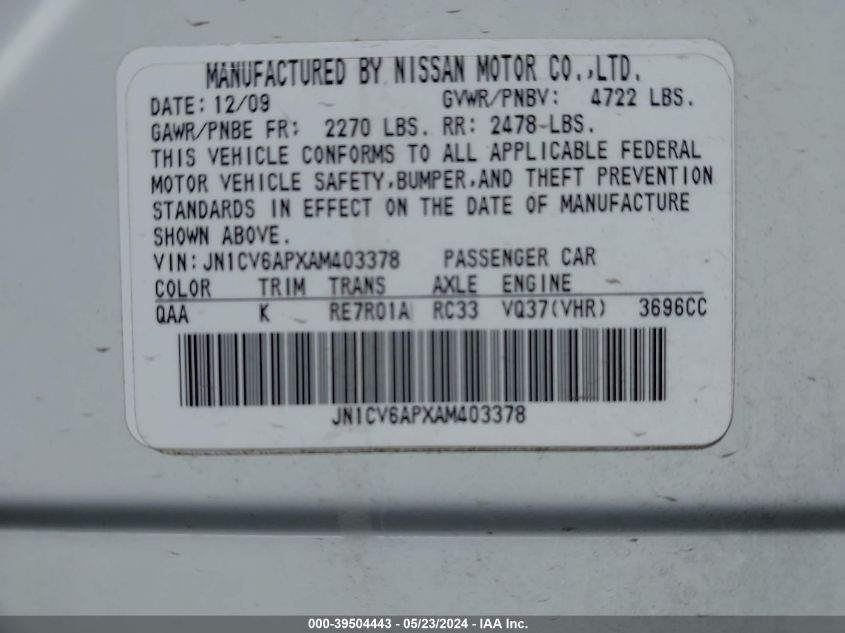 MANUFACTURED BY NISSAN MOTOR CO.,LTD.
DATE: 12/09 GVWR/PNBV: 4722 LBS.
GAWR/PNBE FR: 2270 LBS. RR: 2478 LBS.
THIS VEHICLE CONFORMS TO ALL APPLICABLE FEDERAL
MOTOR VEHICLE SAFETY,BUMPER,AND THEFT PREVENTION
STANDARDS IN EFFECT ON THE DATE OF MANUFACTURE
SHOWN ABOVE.
VIN: JN1CV6APXAM403378 PASSENGER CAR
COLOR TRIM TRANS AXLE ENGINE
QAA K RE7R01A RC33 VQ37(VHR) 3696CC
JN1CV6APXAM403378
000-39504443 - 05/23/2024 - IAA Inc.